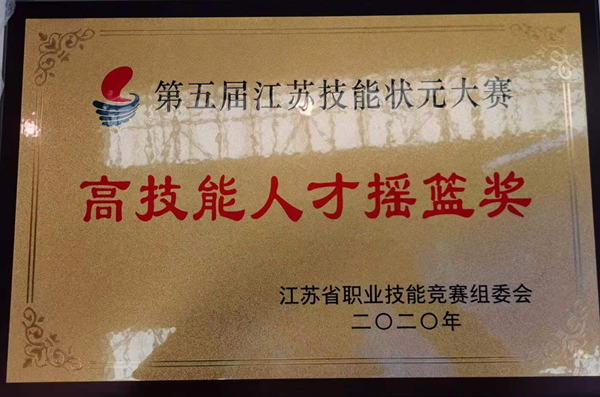 第五届江苏技能状元大赛
高技能人才摇篮奖
江苏省职业技能竞赛组委会
二〇二〇年